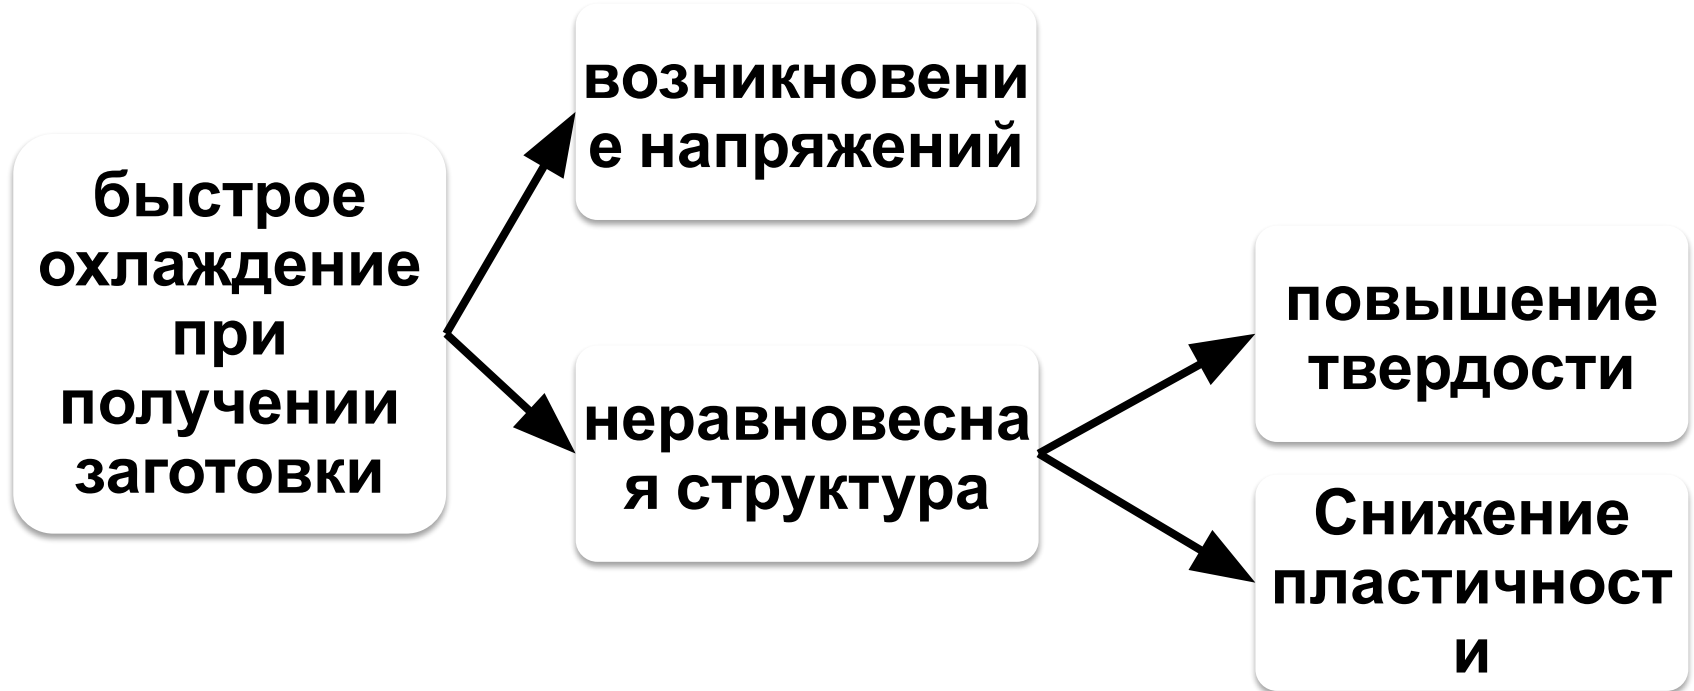 быстрое
охлаждение
при
получении
заготовки
возникновени
е напряжений
неравновесна
я структура
повышение
твердости
Снижение
пластичност
и